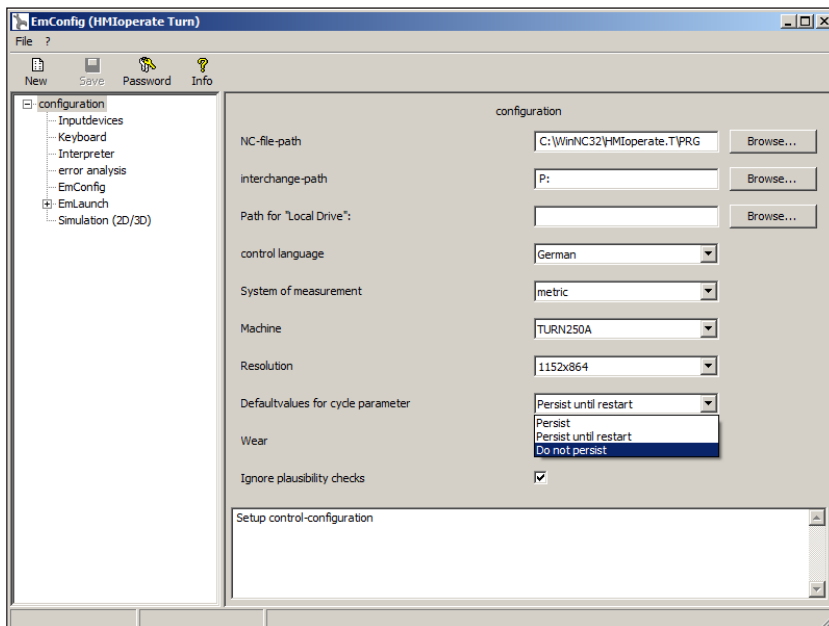 EmConfig (HMIoperate Turn)
File ?
New Save Password Info
configuration
Inputdevices
Keyboard
Interpreter
error analysis
EmConfig
EmLaunch
Simulation (2D/3D)
configuration
NC-file-path C:\WinNC32\HMIoperate.T\PRG Browse...
interchange-path P: Browse...
Path for "Local Drive": Browse...
control language German
System of measurement metric
Machine TURN250A
Resolution 1152x864
Defaultvalues for cycle parameter Persist until restart
Persist
Persist until restart
Wear
Do not persist
Ignore plausibility checks
Setup control-configuration